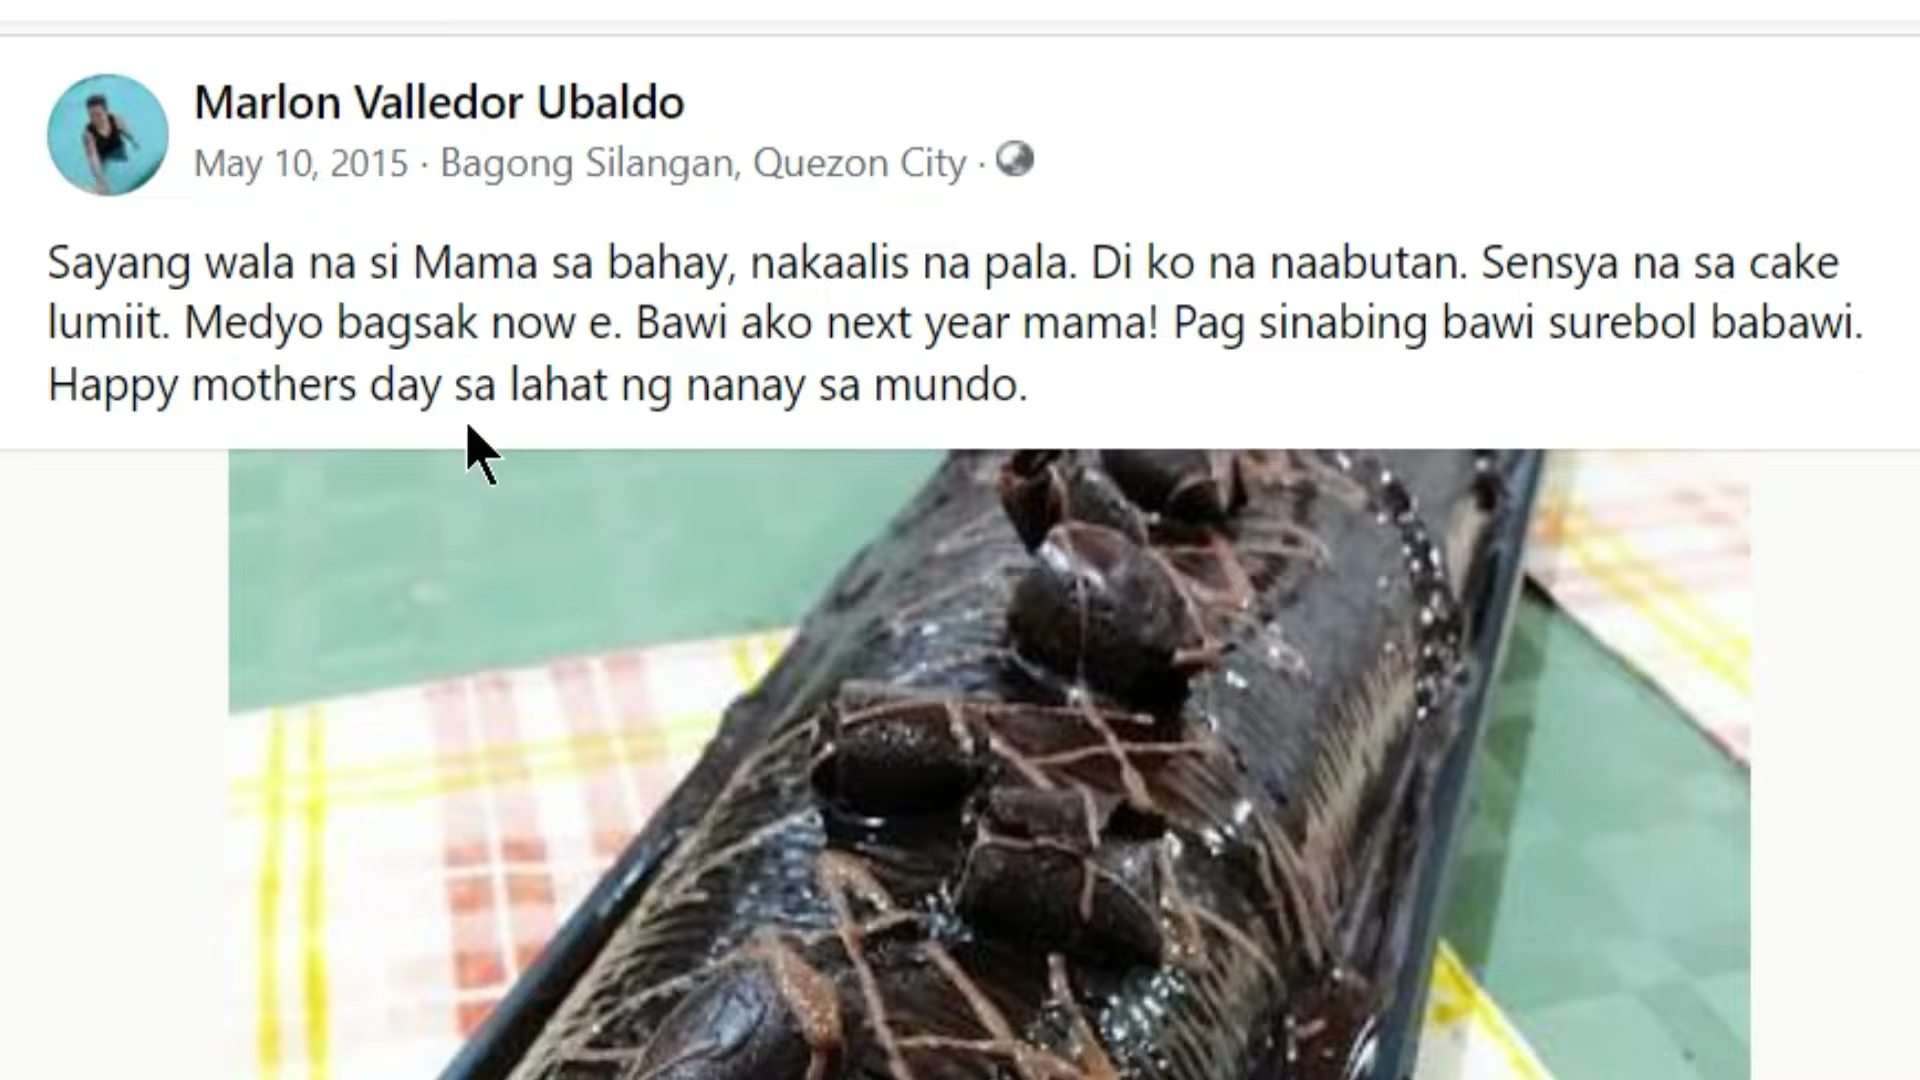 Marlon Valledor Ubaldo
May 10, 2015 · Bagong Silangan, Quezon City ·
Sayang wala na si Mama sa bahay, nakaalis na pala. Di ko na naabutan. Sensya na sa cake
lumiit. Medyo bagsak now e. Bawi ako next year mama! Pag sinabing bawi surebol babawi.
Happy mothers day sa lahat ng nanay sa mundo.